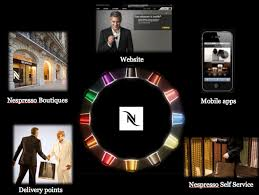 Website
Nespresso Boutiques
Mobile apps
N
Delivery points
Nespresso Self Service